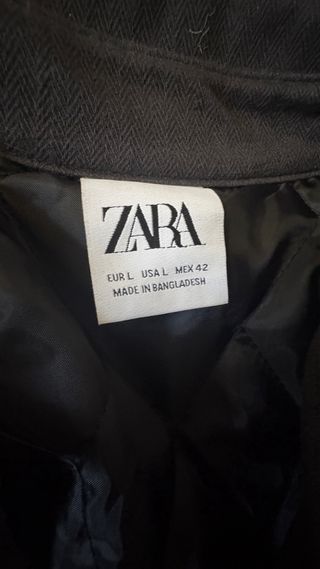 ZARA
EUR L USA L MEX 42
MADE IN BANGLADESH